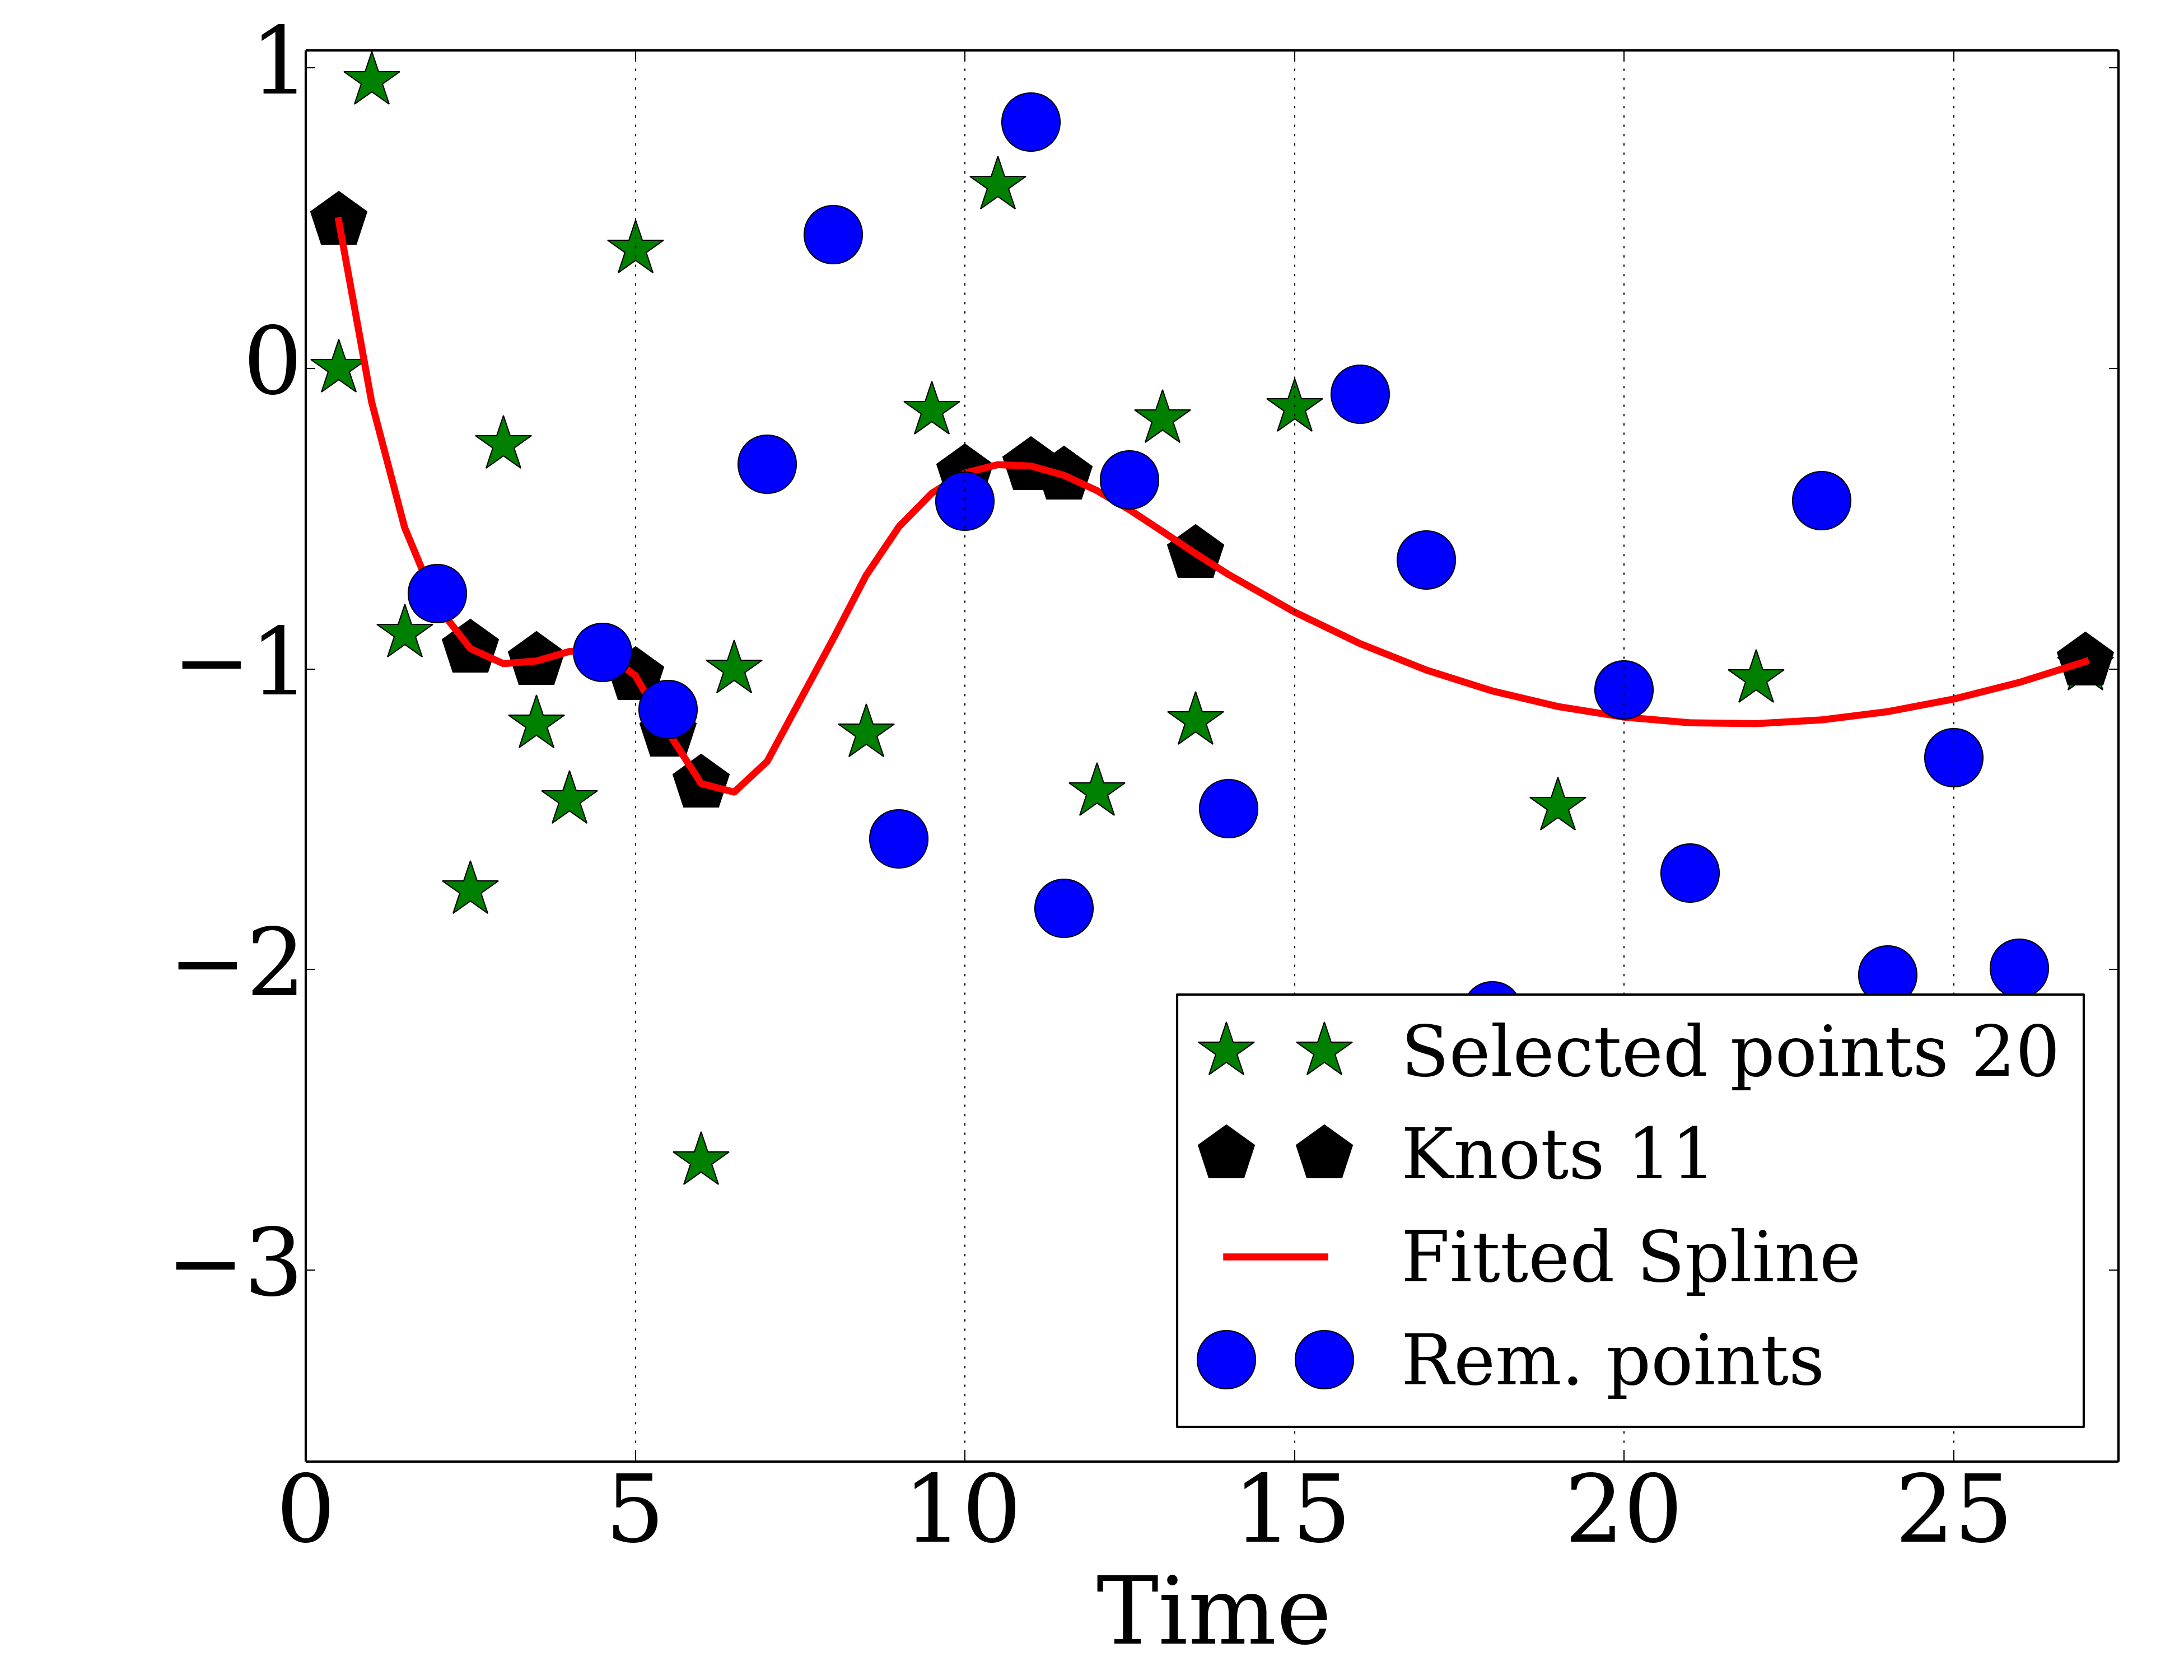 1
0
−1
−2
−3
Selected points 20
Knots 11
Fitted Spline
Rem. points
0 5 10 15 20 25
Time